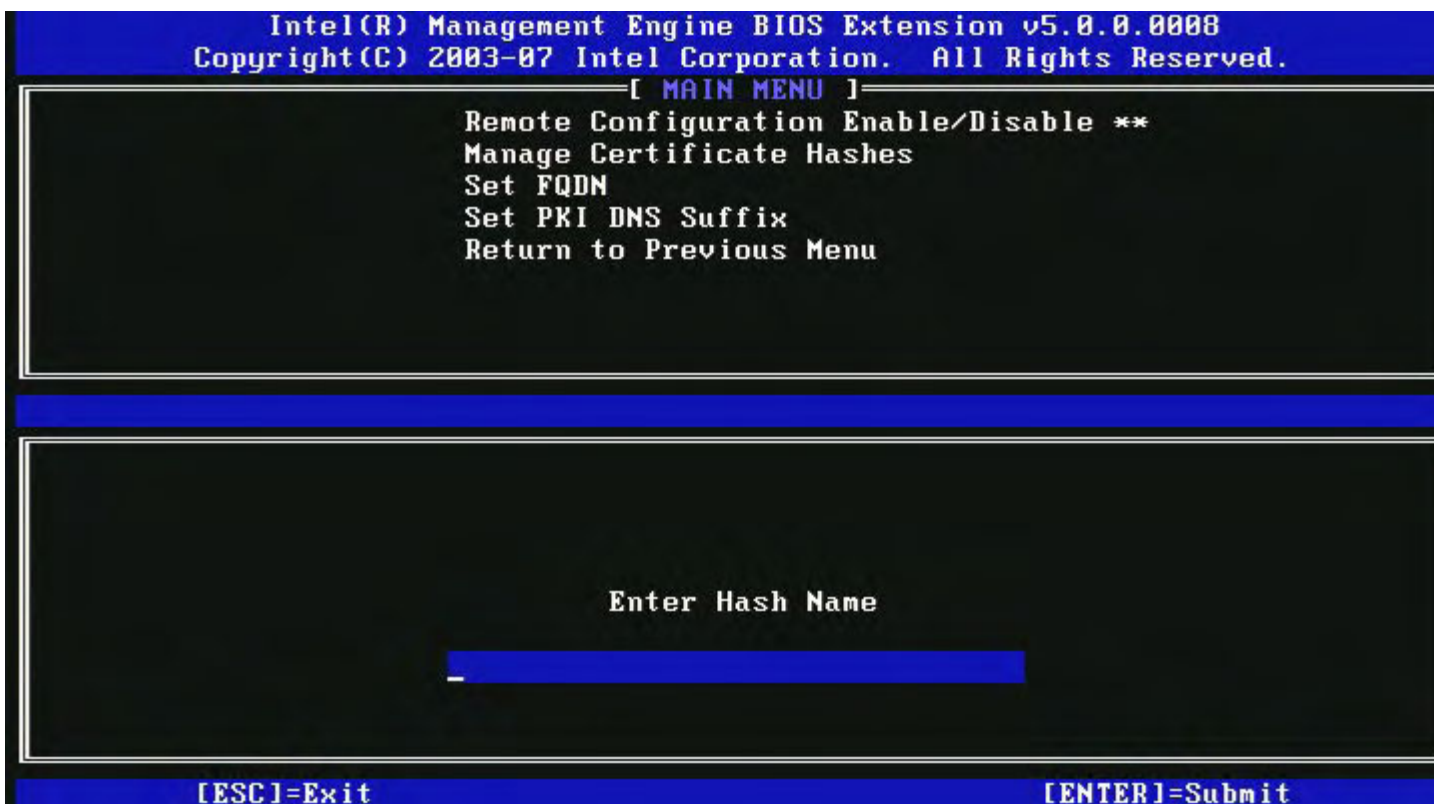 Intel(R) Management Engine BIOS Extension v5.0.0.0008
Copyright(C) 2003-07 Intel Corporation. All Rights Reserved.
[ MAIN MENU ]
Remote Configuration Enable/Disable **
Manage Certificate Hashes
Set FQDN
Set PKI DNS Suffix
Return to Previous Menu
Enter Hash Name
_
[ESC]=Exit [ENTER]=Submit